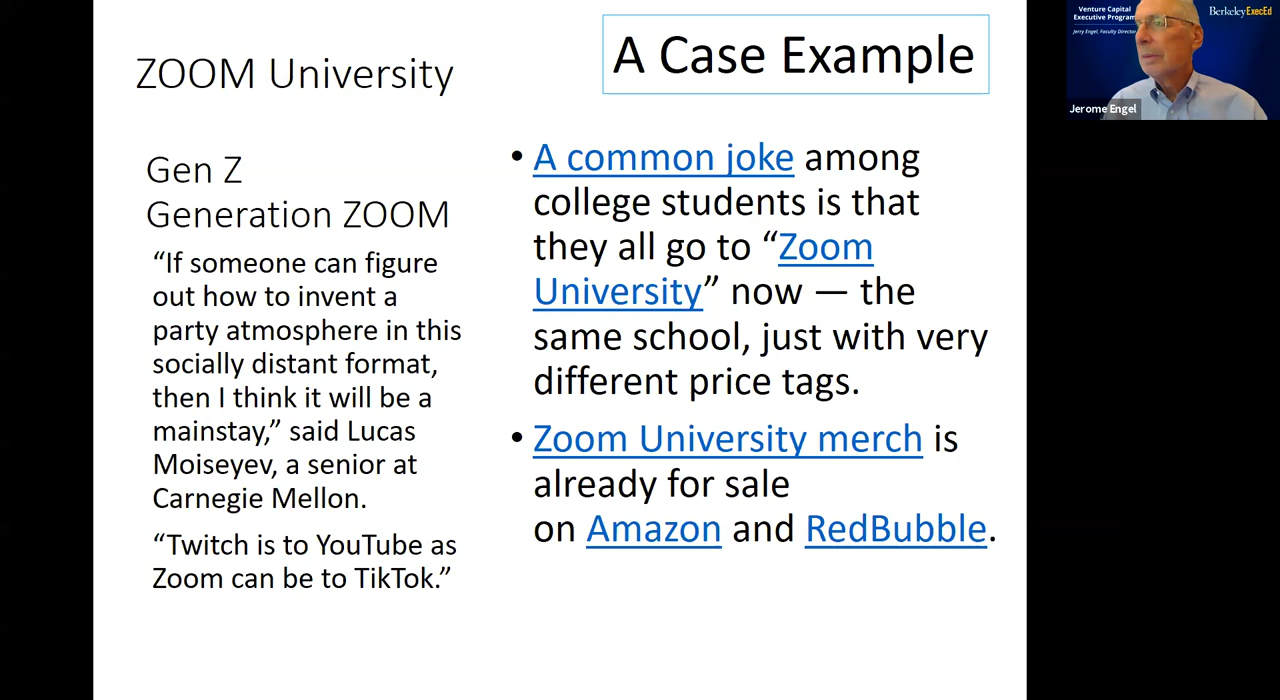 ZOOM University
A Case Example
Gen Z
Generation ZOOM
“If someone can figure
out how to invent a
party atmosphere in this
socially distant format,
then I think it will be a
mainstay,” said Lucas
Moiseyev, a senior at
Carnegie Mellon.
“Twitch is to YouTube as
Zoom can be to TikTok.”
• A common joke among
college students is that
they all go to “Zoom
University” now — the
same school, just with very
different price tags.
• Zoom University merch is
already for sale
on Amazon and RedBubble.
Venture Capital
Executive Program
Jerry Engel, Faculty Director
Berkeley ExecEd
Jerome Engel